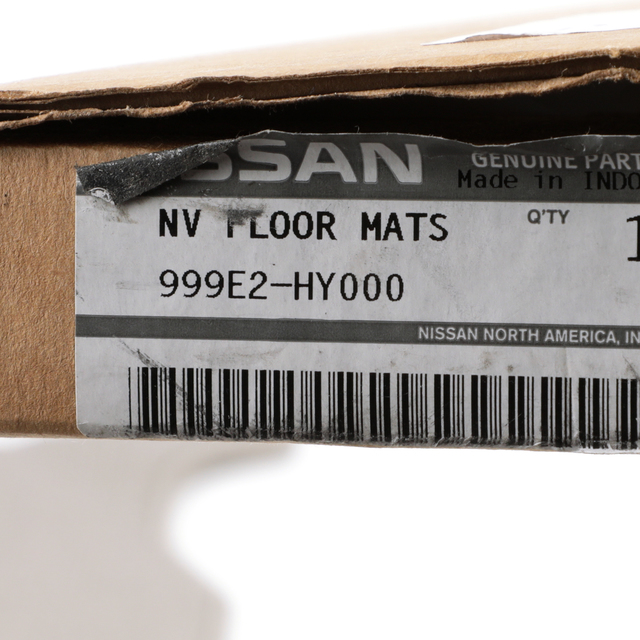 SSAN GENUINE PART
Made in INDO
NV FLOOR MATS Q'TY 1
999E2-HY000
NISSAN NORTH AMERICA, IN